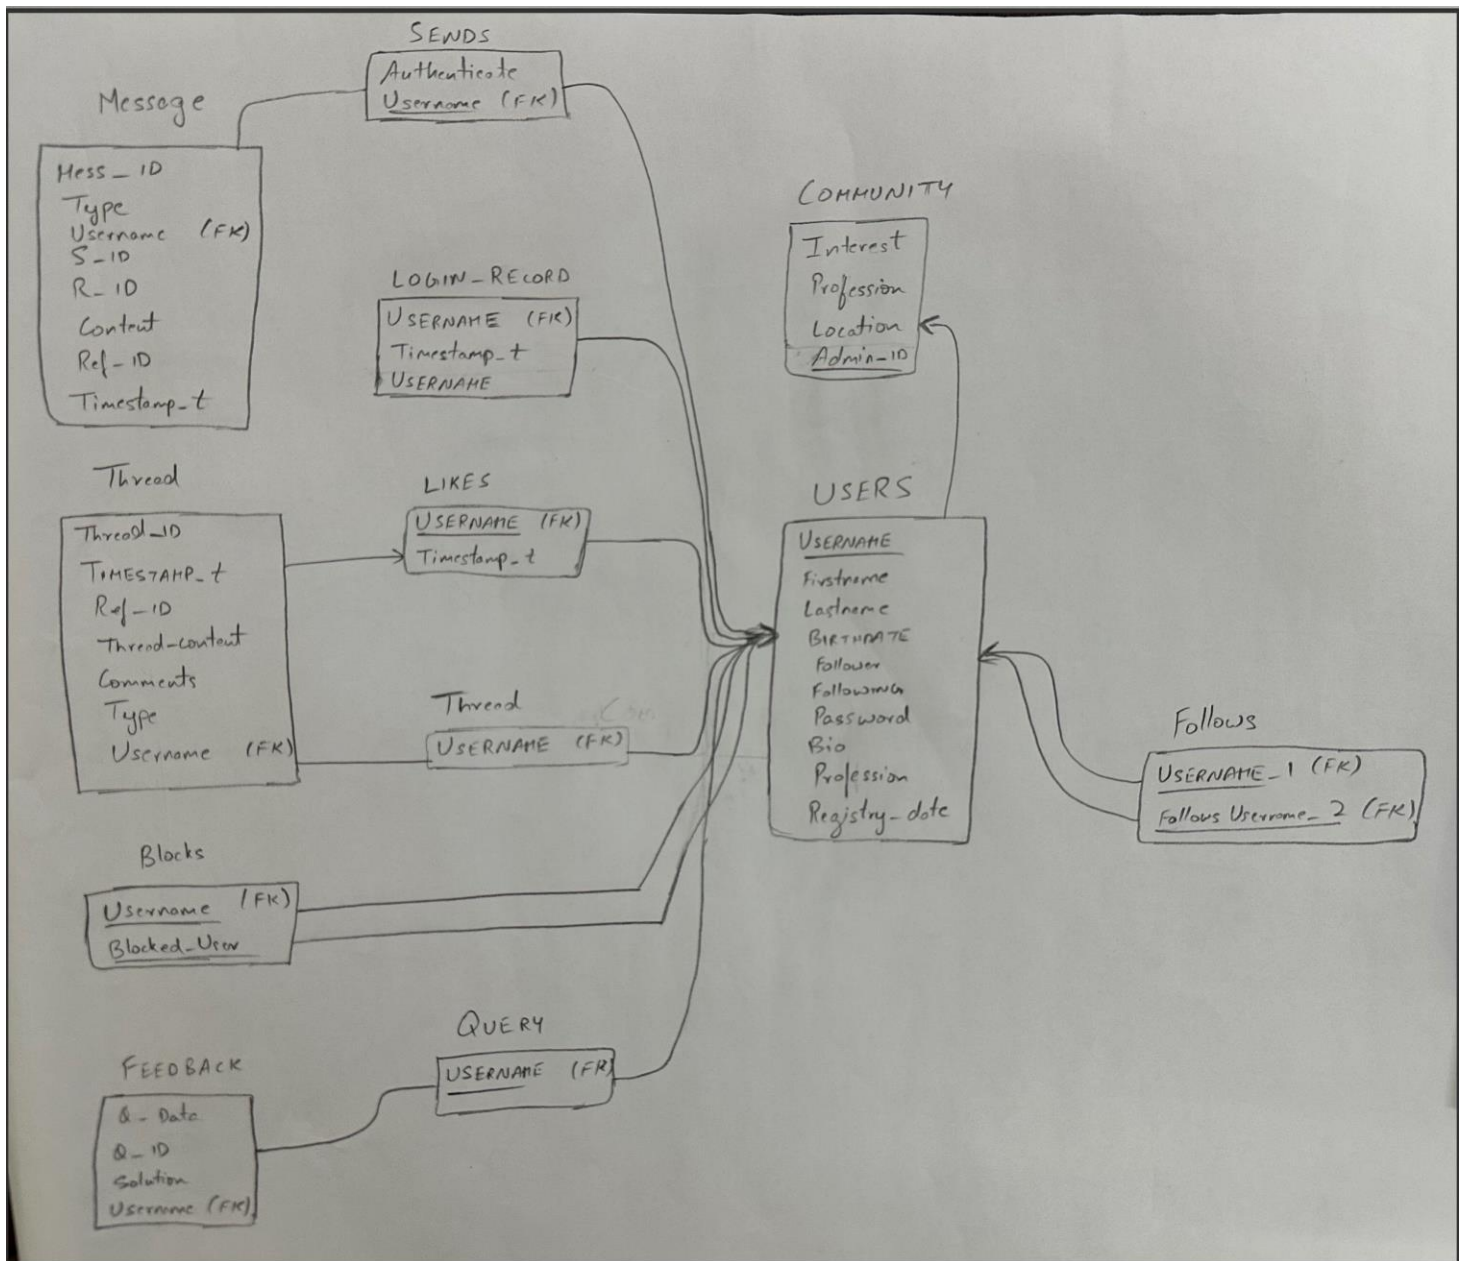 SENDS
Authenticate
Username (FK)
Message
Mess_ID
Type
Username (FK)
S_ID
R_ID
Content
Ref_ID
Timestamp_t
LOGIN_RECORD
USERNAME (FK)
Timestamp_t
USERNAME
COMMUNITY
Interest
Profession
Location
Admin_ID
Thread
Thread_ID
TIMESTAMP_t
Ref_ID
Thread-content
Comments
Type
Username (FK)
LIKES
USERNAME (FK)
Timestamp_t
Thread
USERNAME (FK)
USERS
USERNAME
Firstname
Lastname
BIRTHDATE
Follower
Following
Password
Bio
Profession
Registry_date
Follows
USERNAME_1 (FK)
Follows Username_2 (FK)
Blocks
Username (FK)
Blocked_User
QUERY
USERNAME (FK)
FEEDBACK
Q_Data
Q_ID
Solution
Username (FK)